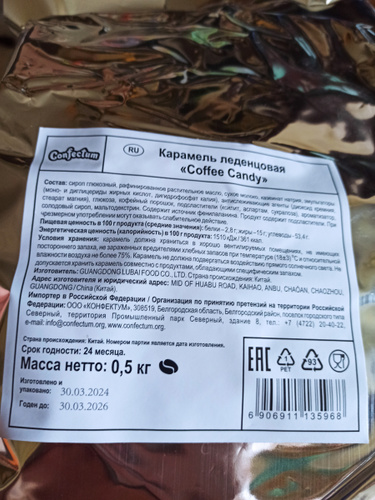 Confectum
RU
Карамель леденцовая
«Coffee Candy»
Состав: сироп глюкозный, рафинированное растительное масло, сухое молоко, казеинат натрия, эмульгаторы
(моно- и диглицериды жирных кислот, дигидрофосфат калия), антислеживающие агенты (диоксид кремния,
стеарат магния), глюкоза, кофейный порошок, подсластители (аспартам, сукралоза), ароматизатор,
солодовый сироп, мальтодекстрин. Содержит источник фенилаланина. Продукт содержит подсластители. При
чрезмерном употреблении могут оказывать слабительное действие.
Пищевая ценность в 100 г продукта (средние значения): белки - 2,8 г; жиры - 15 г; углеводы - 53,4 г.
Энергетическая ценность (калорийность) в 100 г продукта: 1510 кДж / 361 ккал.
Условия хранения: карамель должна храниться в хорошо вентилируемых помещениях, не имеющих
постороннего запаха, не зараженных вредителями хлебных запасов при температуре (18±3)°С и относительной
влажности воздуха не более 75%. Карамель не должна подвергаться воздействию прямого солнечного света. Не
допускается хранить карамель совместно с продуктами, обладающими специфическим запахом.
Изготовитель: GUANGDONG LUBAI FOOD CO., LTD. Страна происхождения: Китай.
Адрес изготовителя и юридический адрес: MID OF HUABU ROAD, KAIHAO, ANBU, CHAOAN, CHAOZHOU,
GUANGDONG/China (Китай).
Импортер в Российской Федерации / Организация по принятию претензий на территории Российской
Федерации: ООО «КОНФЕКТУМ», 308519, Белгородская область, Белгородский район, поселок городского типа
Северный, территория Промышленный парк Северный, здание 8, тел. +7 (4722) 20-40-22,
e-mail: info@confectum.org, www.confectum.org.
Страна происхождения: Китай. Номером партии является дата изготовления.
Срок годности: 24 месяца.
Масса нетто: 0,5 кг
Изготовлено и
упаковано: 30.03.2024
Годен до: 30.03.2026
EAC
PET
93
6 906911 135968